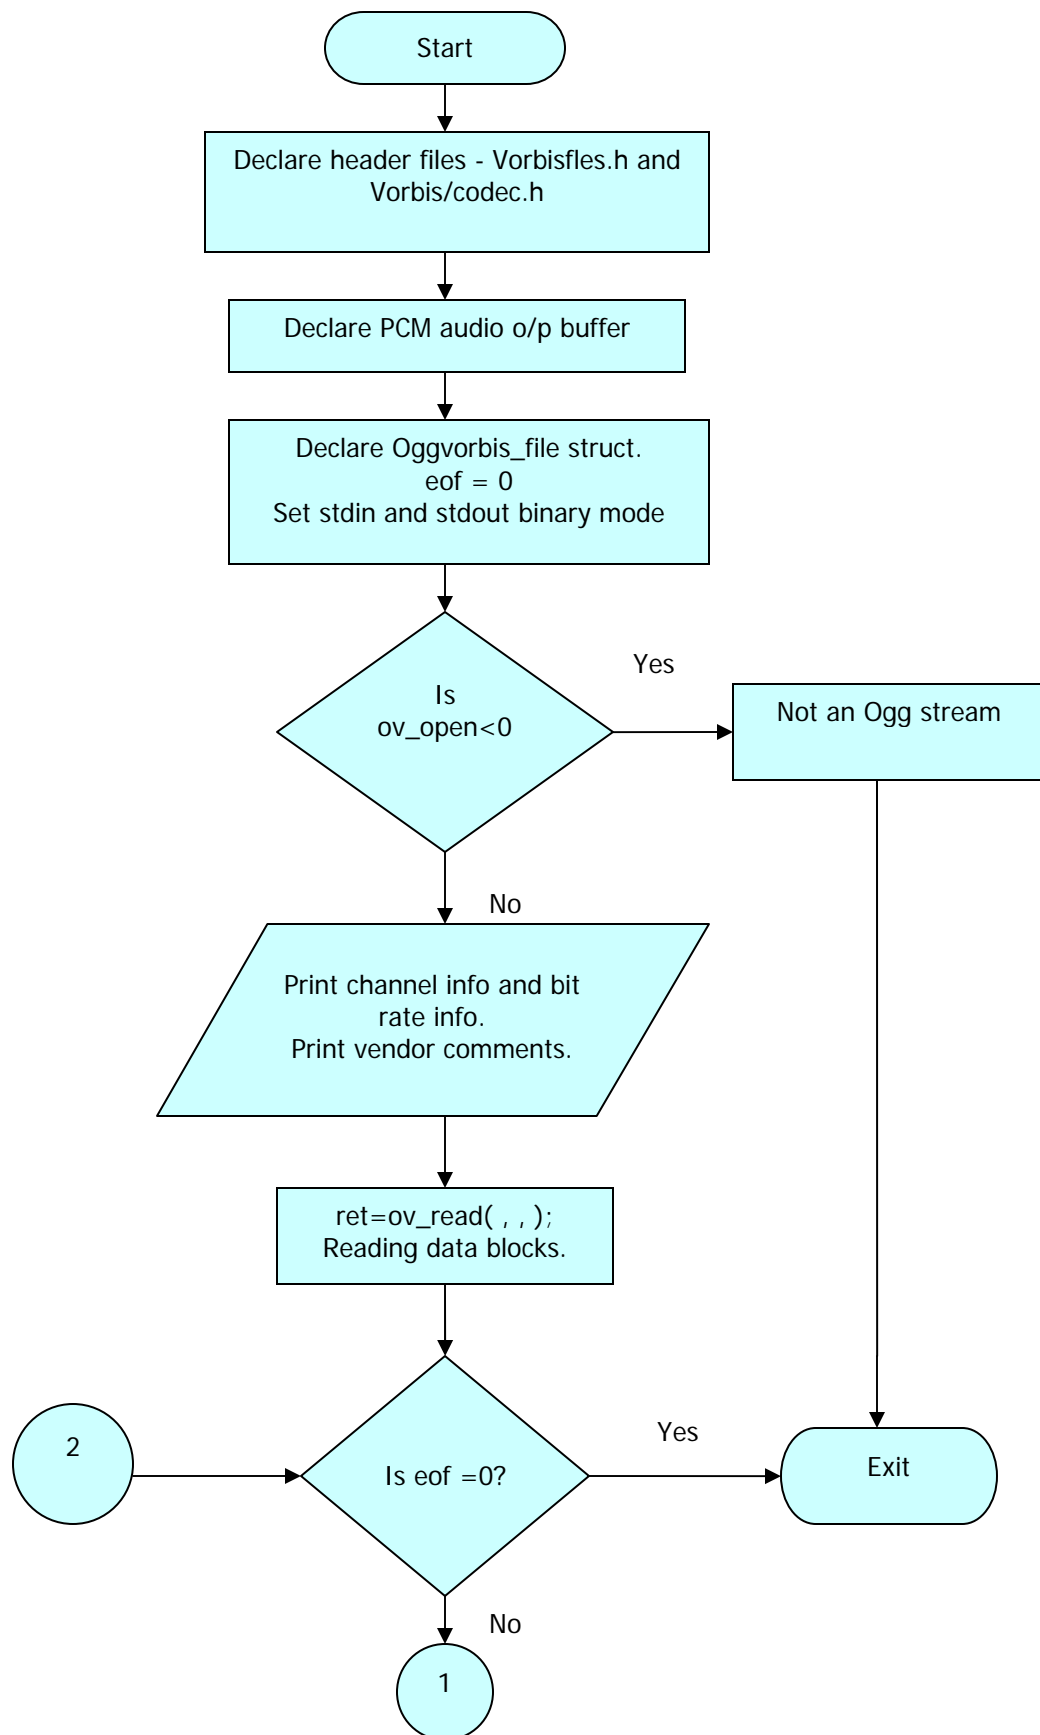 Start
Declare header files - Vorbisfles.h and
Vorbis/codec.h
Declare PCM audio o/p buffer
Declare Oggvorbis_file struct.
eof = 0
Set stdin and stdout binary mode
Is
ov_open<0
Yes
Not an Ogg stream
No
Print channel info and bit
rate info.
Print vendor comments.
ret=ov_read( , , );
Reading data blocks.
2
Is eof =0?
Yes
Exit
No
1